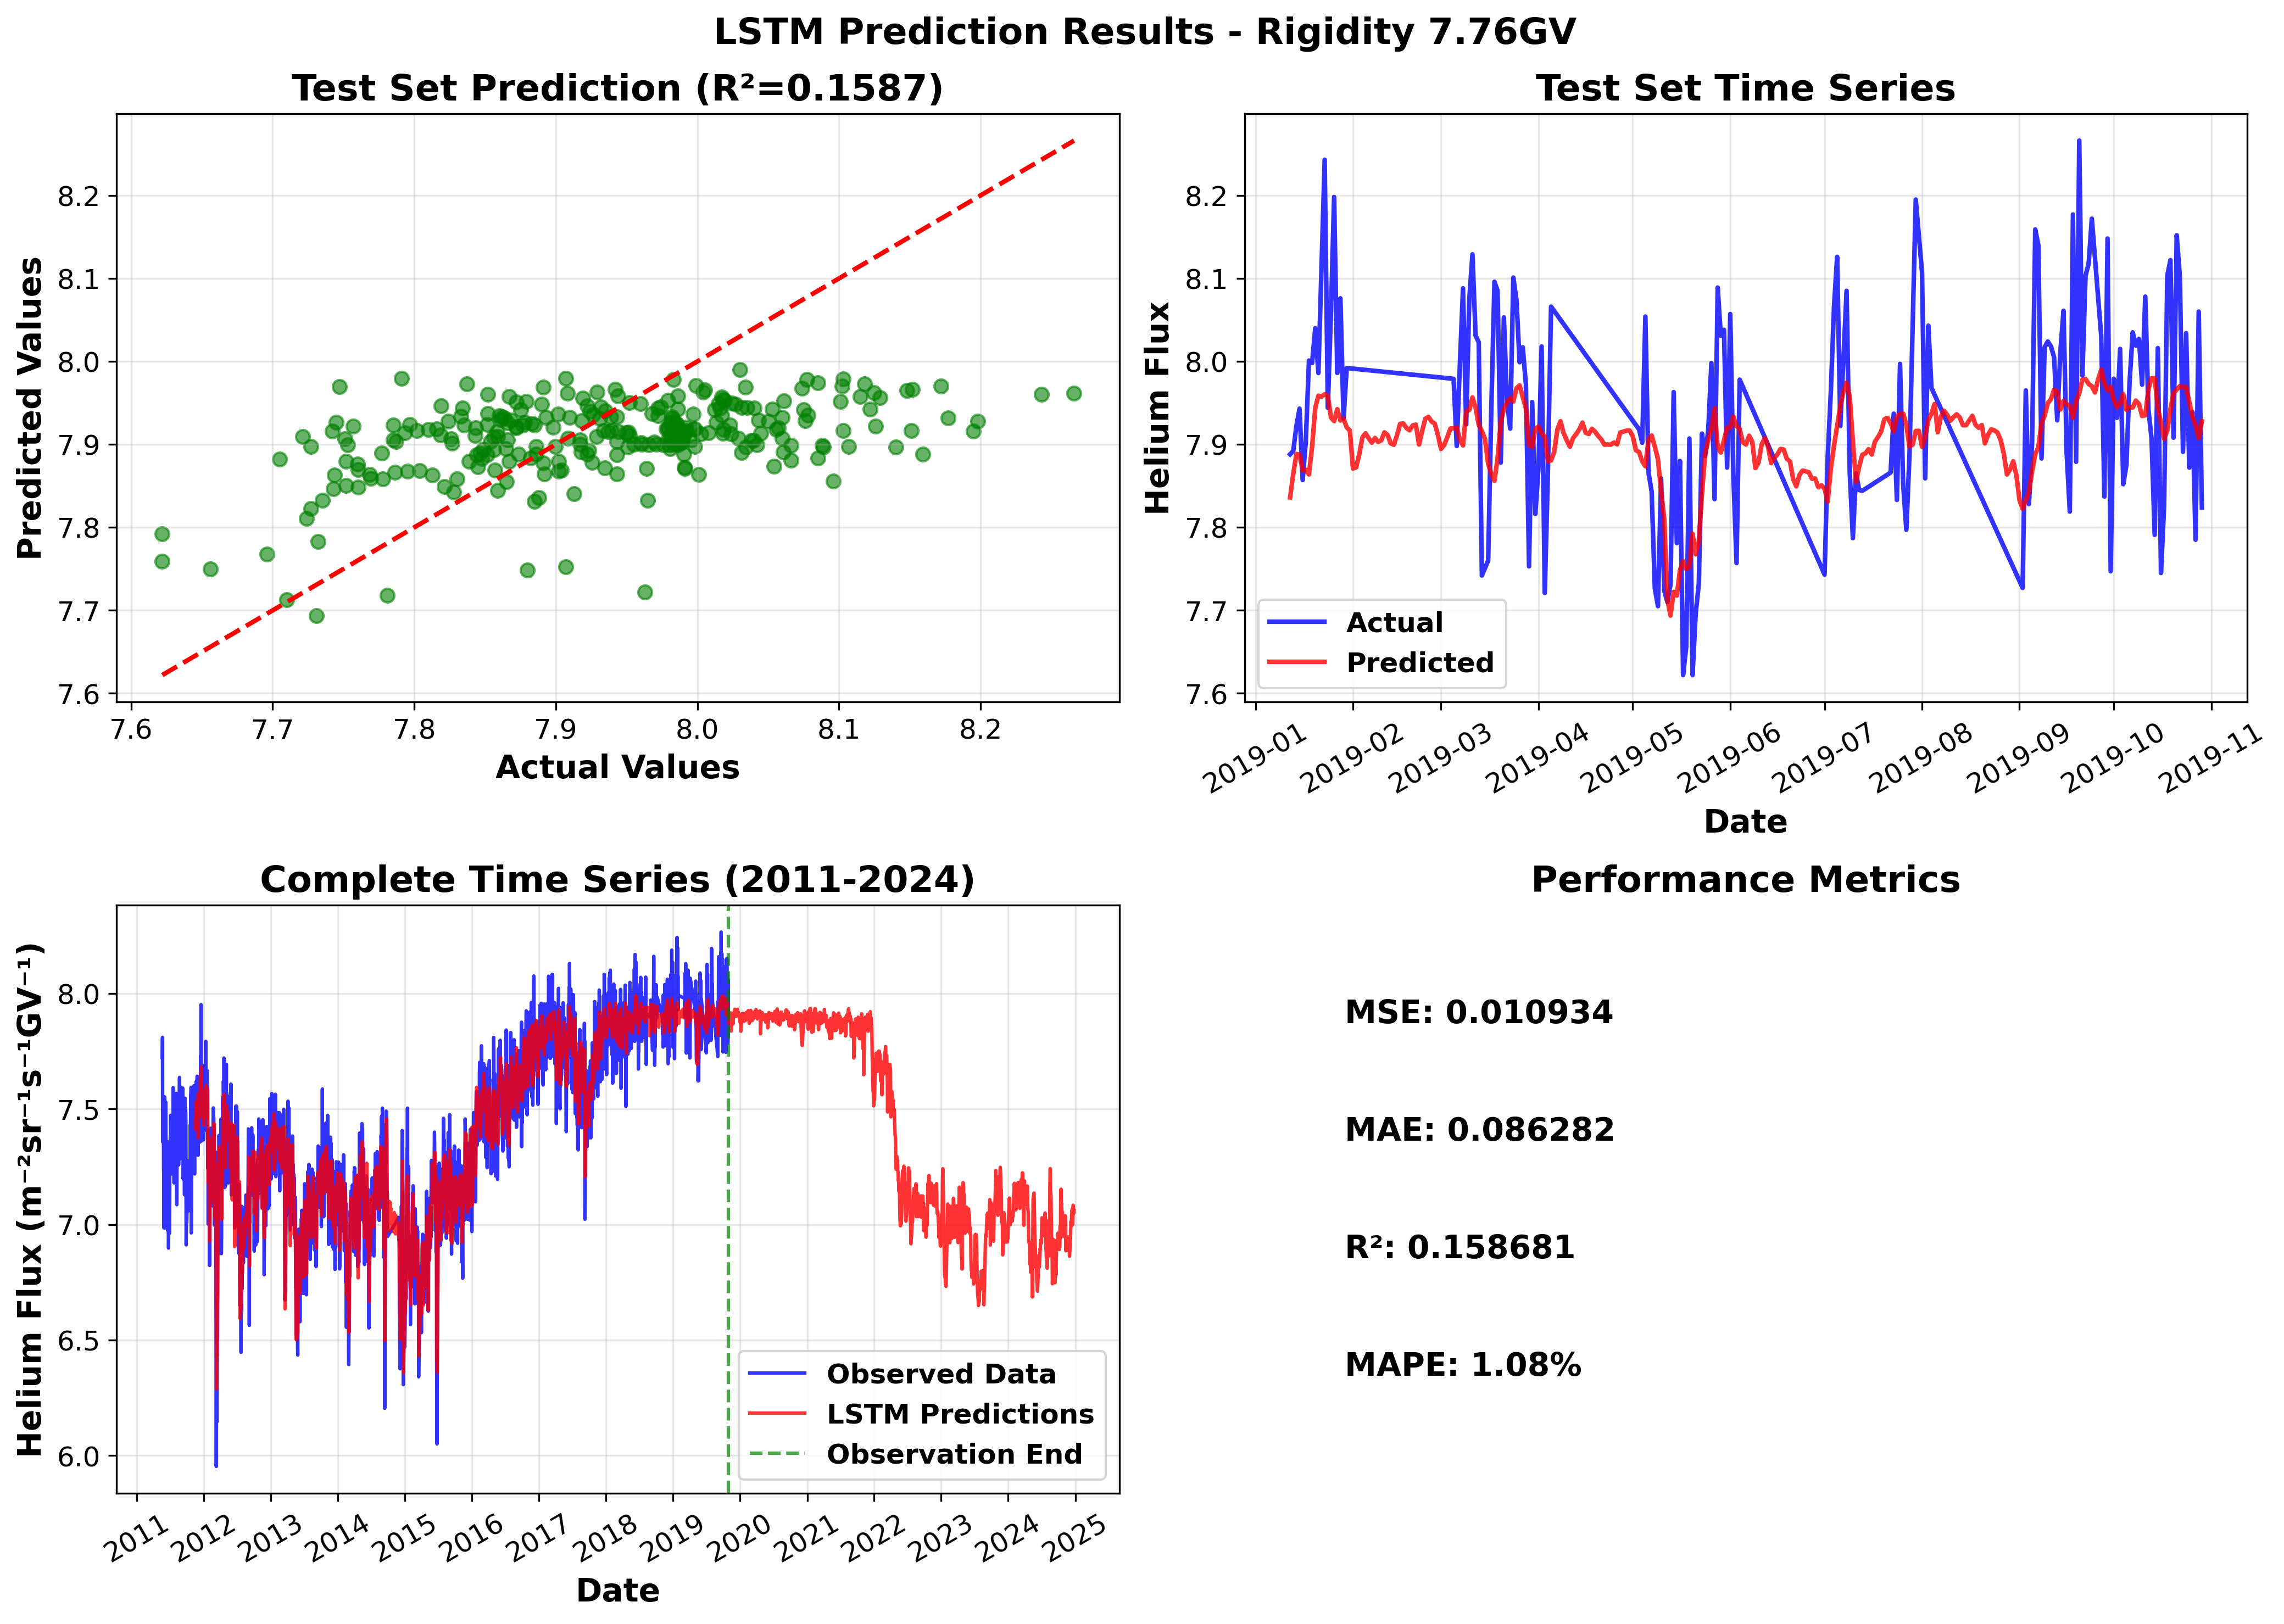 LSTM Prediction Results - Rigidity 7.76GV
Test Set Prediction (R²=0.1587)
Predicted Values
8.2
8.1
8.0
7.9
7.8
7.7
7.6
7.6 7.7 7.8 7.9 8.0 8.1 8.2
Actual Values
Test Set Time Series
Helium Flux
8.2
8.1
8.0
7.9
7.8
7.7
7.6
Actual
Predicted
2019-01 2019-02 2019-03 2019-04 2019-05 2019-06 2019-07 2019-08 2019-09 2019-10 2019-11
Date
Complete Time Series (2011-2024)
Helium Flux (m⁻²sr⁻¹s⁻¹GV⁻¹)
8.0
7.5
7.0
6.5
6.0
Observed Data
LSTM Predictions
Observation End
2011 2012 2013 2014 2015 2016 2017 2018 2019 2020 2021 2022 2023 2024 2025
Date
Performance Metrics
MSE: 0.010934
MAE: 0.086282
R²: 0.158681
MAPE: 1.08%